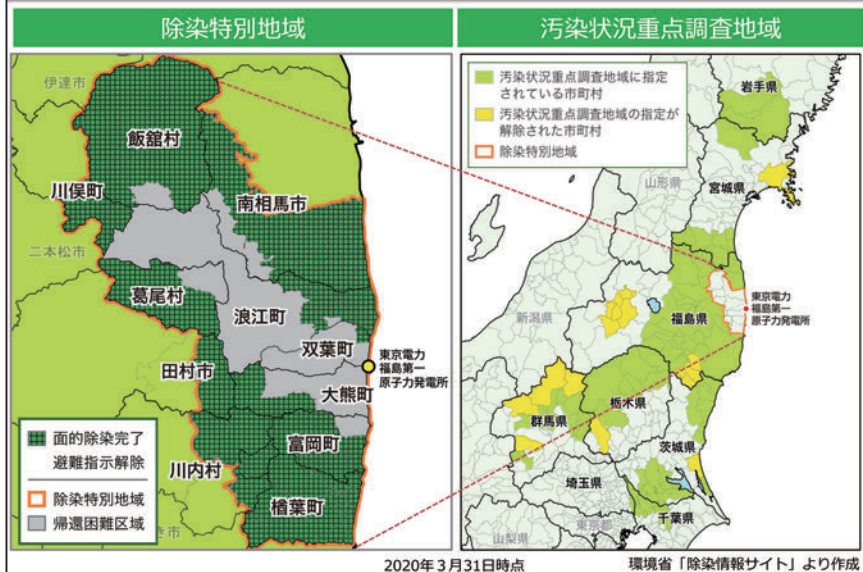 除染特別地域
伊達市
飯舘村
川俣町
南相馬市
二本松市
葛尾村
浪江町
双葉町
東京電力
福島第一
原子力発電所
田村市
大熊町
富岡町
川内村
楢葉町
き市
面的除染完了
避難指示解除
除染特別地域
帰還困難区域
汚染状況重点調査地域
汚染状況重点調査地域に指定
されている市町村
汚染状況重点調査地域の指定が
解除された市町村
除染特別地域
岩手県
宮城県
山形県
新潟県
福島県
東京電力
福島第一
原子力発電所
栃木県
群馬県
茨城県
埼玉県
東京都
千葉県
山梨県
2020年3月31日時点
環境省「除染情報サイト」より作成